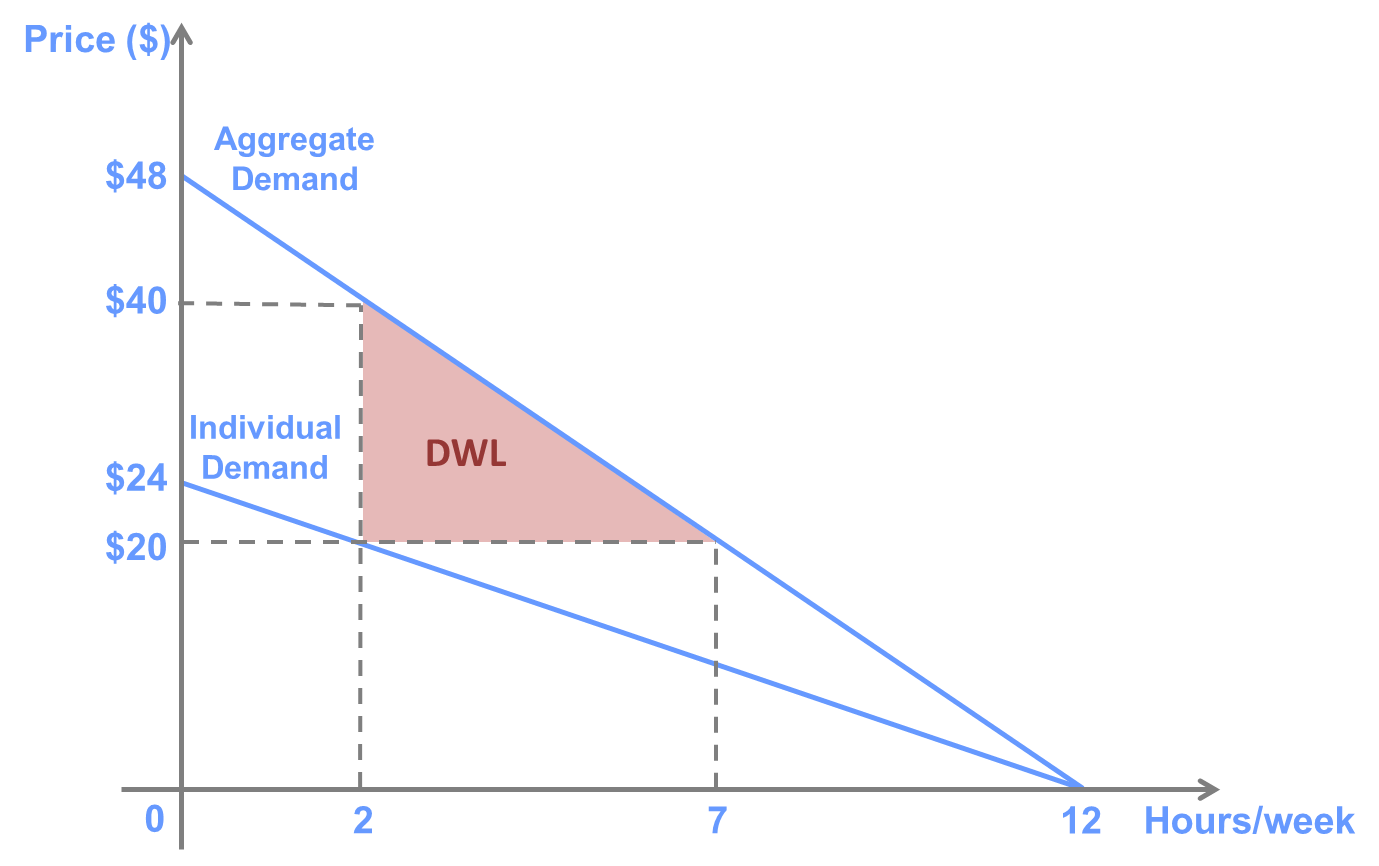 Price ($)
Aggregate
Demand
$48
$40
Individual
Demand
DWL
$24
$20
0
2
7
12
Hours/week